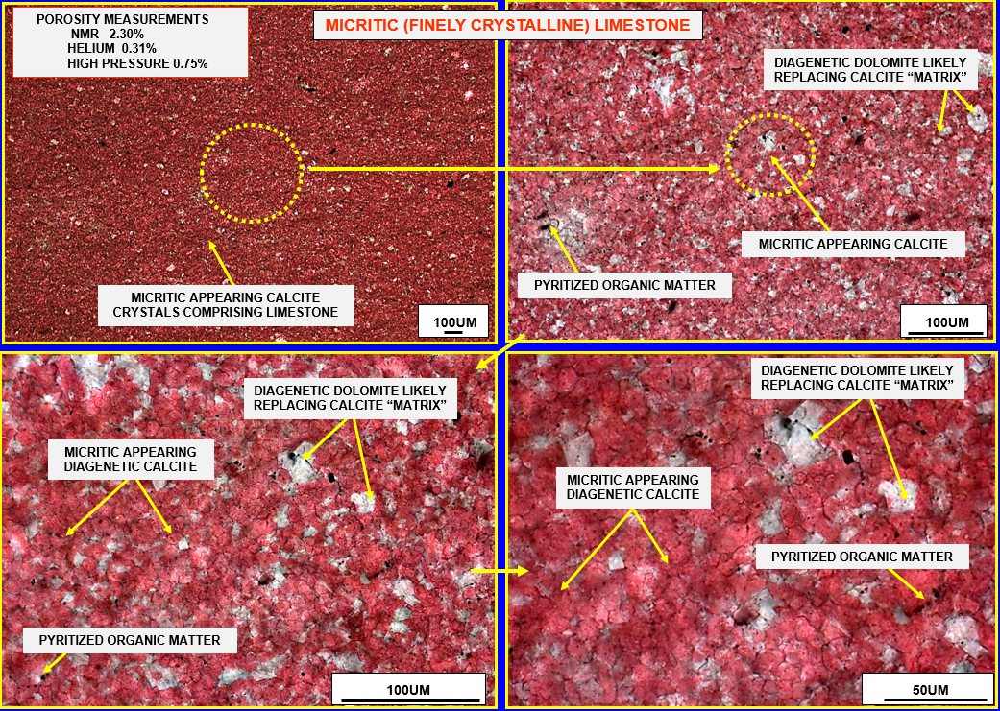 POROSITY MEASUREMENTS
NMR 2.30%
HELIUM 0.31%
HIGH PRESSURE 0.75%
MICRITIC (FINELY CRYSTALLINE) LIMESTONE
DIAGENETIC DOLOMITE LIKELY
REPLACING CALCITE “MATRIX”
MICRITIC APPEARING CALCITE
PYRITIZED ORGANIC MATTER
MICRITIC APPEARING CALCITE
CRYSTALS COMPRISING LIMESTONE
100UM
100UM
DIAGENETIC DOLOMITE LIKELY
REPLACING CALCITE “MATRIX”
MICRITIC APPEARING
DIAGENETIC CALCITE
PYRITIZED ORGANIC MATTER
100UM
DIAGENETIC DOLOMITE LIKELY
REPLACING CALCITE “MATRIX”
MICRITIC APPEARING
DIAGENETIC CALCITE
PYRITIZED ORGANIC MATTER
50UM